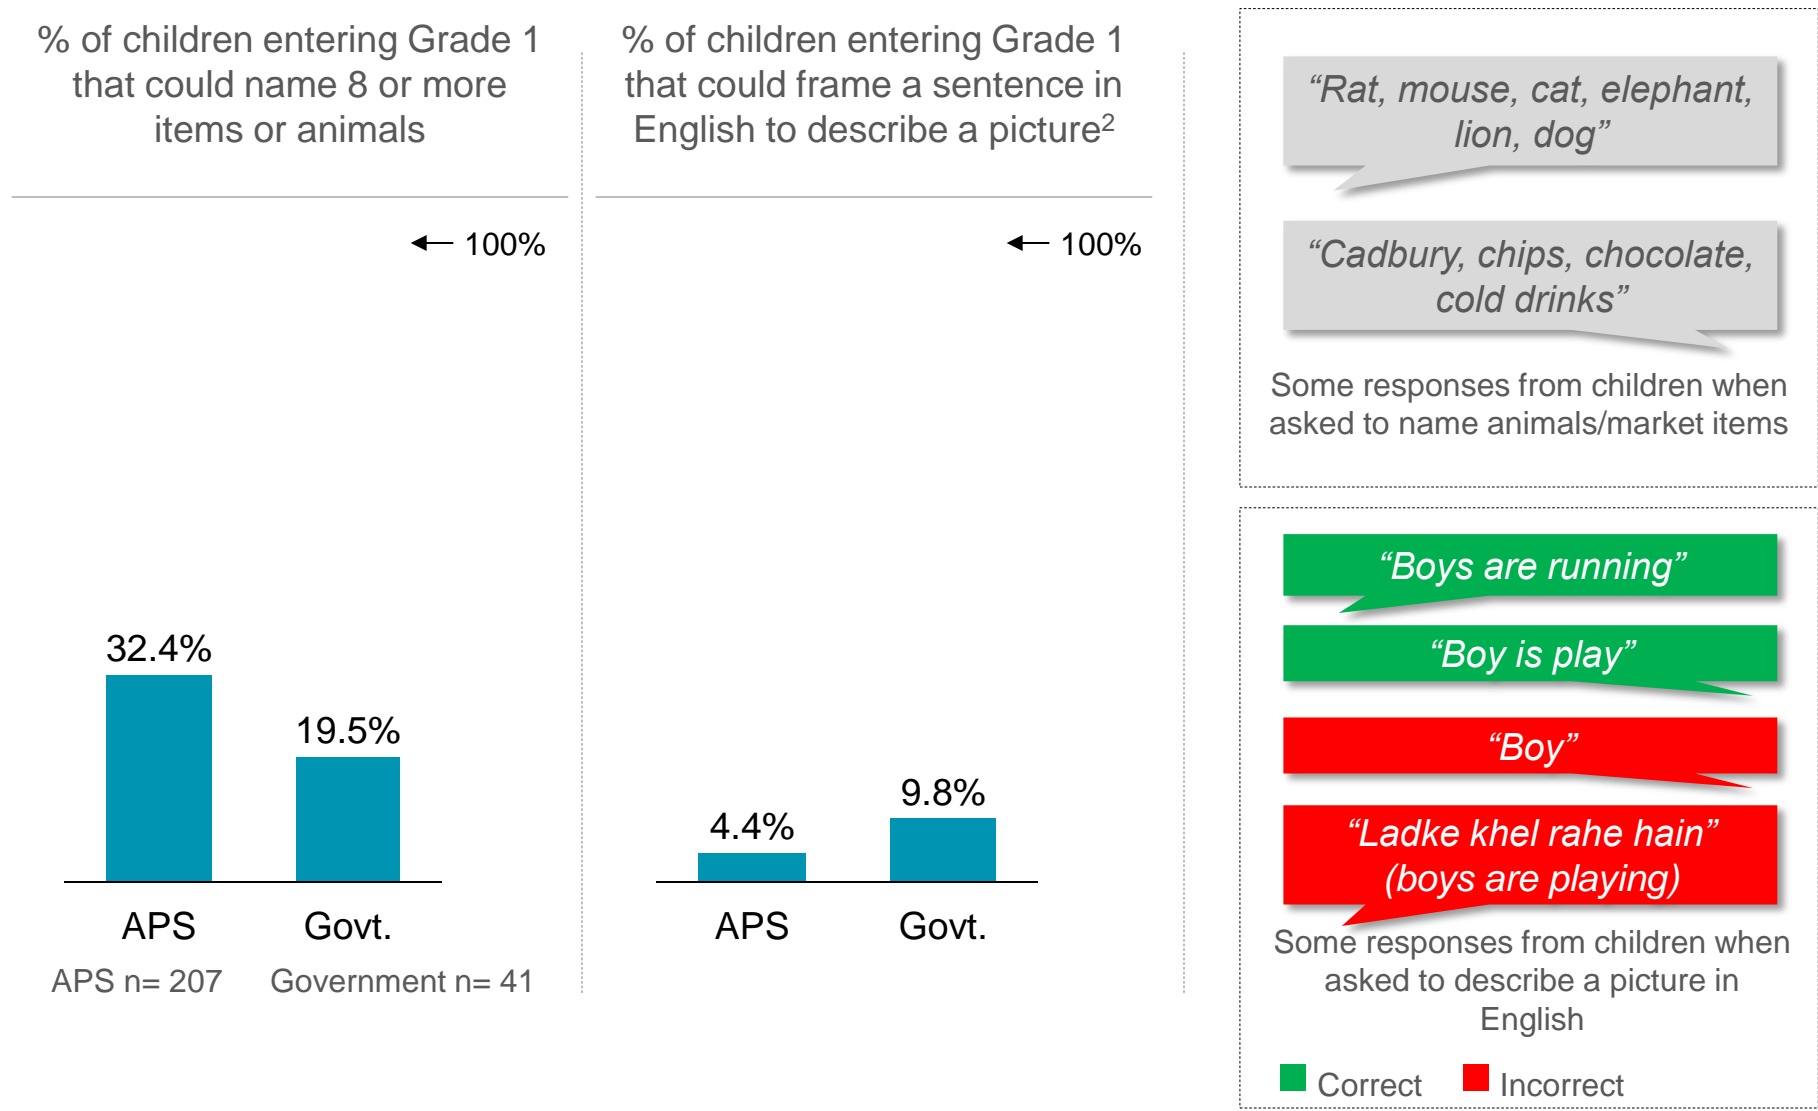 % of children entering Grade 1
that could name 8 or more
items or animals
← 100%
32.4%
19.5%
APS
Govt.
APS n= 207
Government n= 41
% of children entering Grade 1
that could frame a sentence in
English to describe a picture²
← 100%
4.4%
9.8%
APS
Govt.
“Rat, mouse, cat, elephant,
lion, dog”
“Cadbury, chips, chocolate,
cold drinks”
Some responses from children when
asked to name animals/market items
“Boys are running”
“Boy is play”
“Boy”
“Ladke khel rahe hain”
(boys are playing)
Some responses from children when
asked to describe a picture in
English
Correct
Incorrect